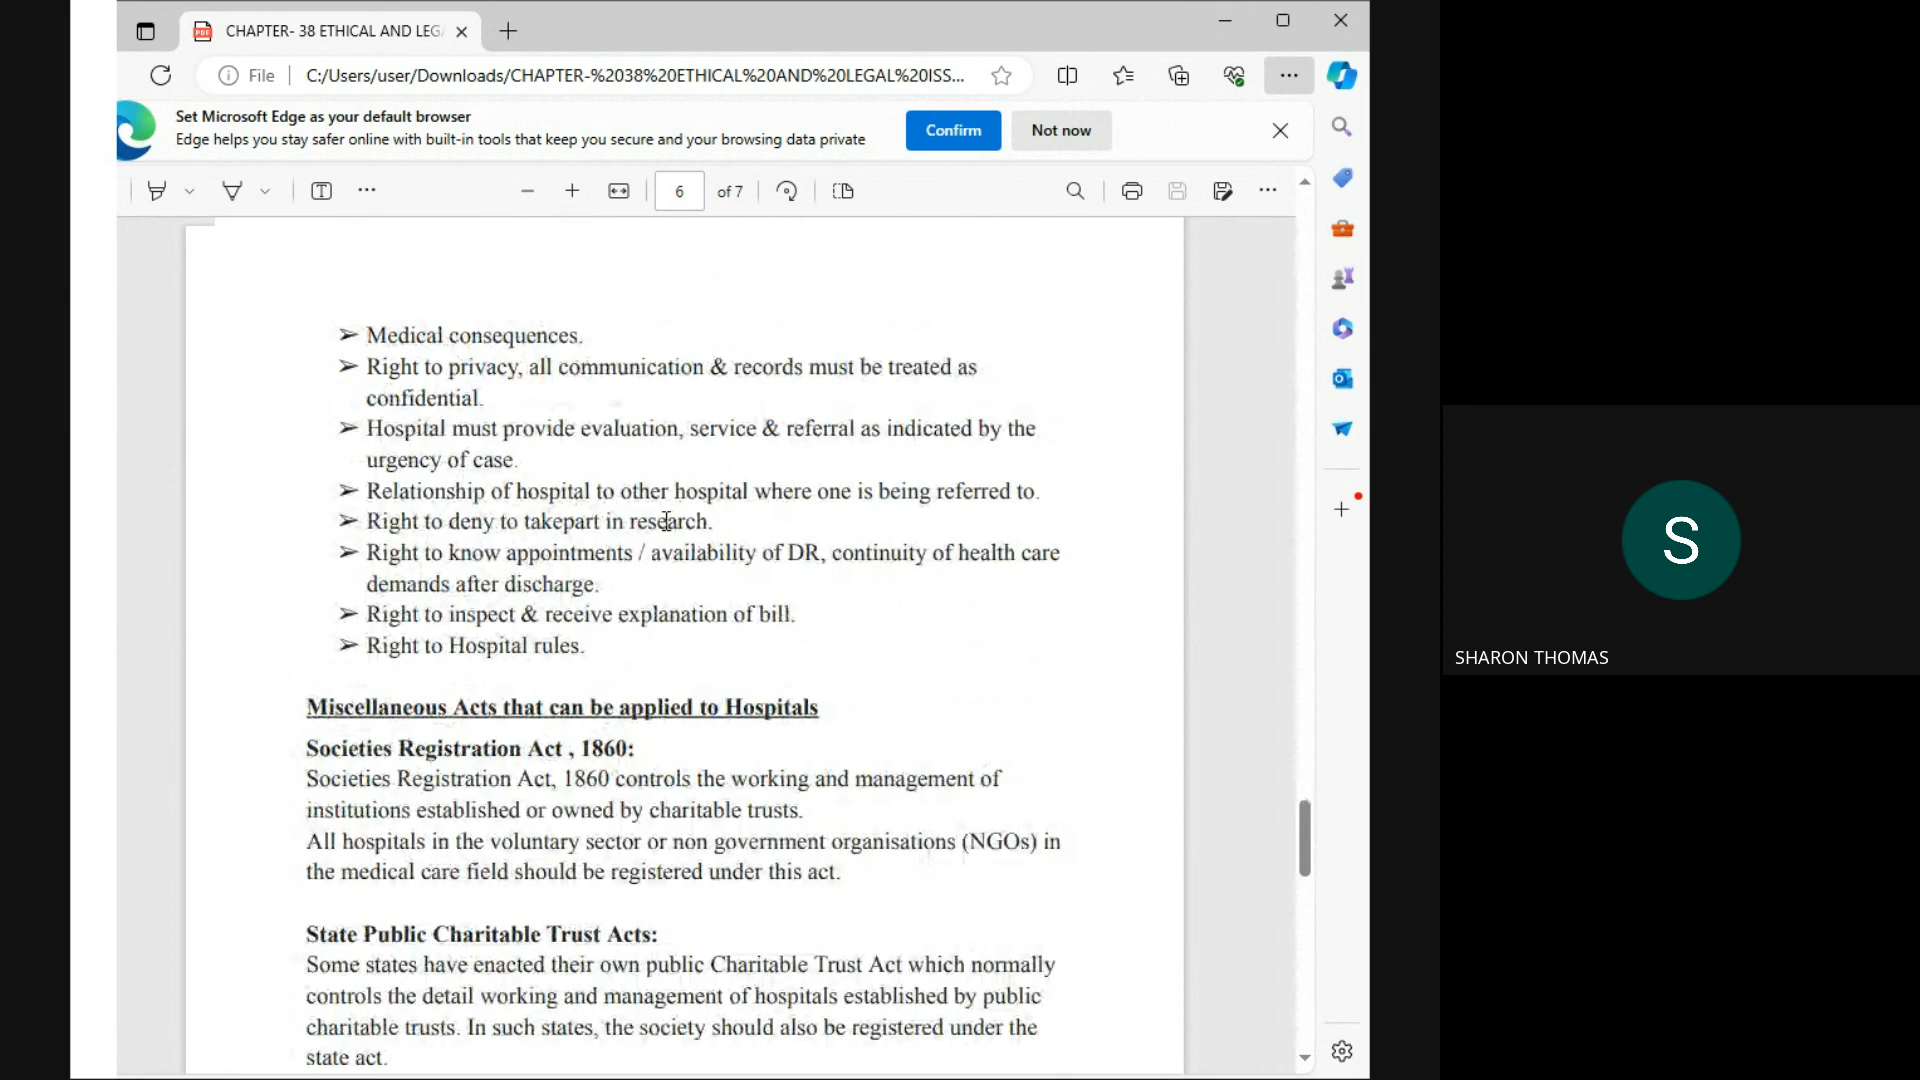 CHAPTER- 38 ETHICAL AND LEG
File
C:/Users/user/Downloads/CHAPTER-%2038%20ETHICAL%20AND%20LEGAL%20ISS...
Set Microsoft Edge as your default browser
Edge helps you stay safer online with built-in tools that keep you secure and your browsing data private
Confirm
Not now
6 of 7
➢ Medical consequences.
➢ Right to privacy, all communication & records must be treated as
confidential.
➢ Hospital must provide evaluation, service & referral as indicated by the
urgency of case.
➢ Relationship of hospital to other hospital where one is being referred to.
➢ Right to deny to takepart in research.
➢ Right to know appointments / availability of DR, continuity of health care
demands after discharge.
➢ Right to inspect & receive explanation of bill.
➢ Right to Hospital rules.
Miscellaneous Acts that can be applied to Hospitals
Societies Registration Act , 1860:
Societies Registration Act, 1860 controls the working and management of
institutions established or owned by charitable trusts.
All hospitals in the voluntary sector or non government organisations (NGOs) in
the medical care field should be registered under this act.
State Public Charitable Trust Acts:
Some states have enacted their own public Charitable Trust Act which normally
controls the detail working and management of hospitals established by public
charitable trusts. In such states, the society should also be registered under the
state act.
S
SHARON THOMAS